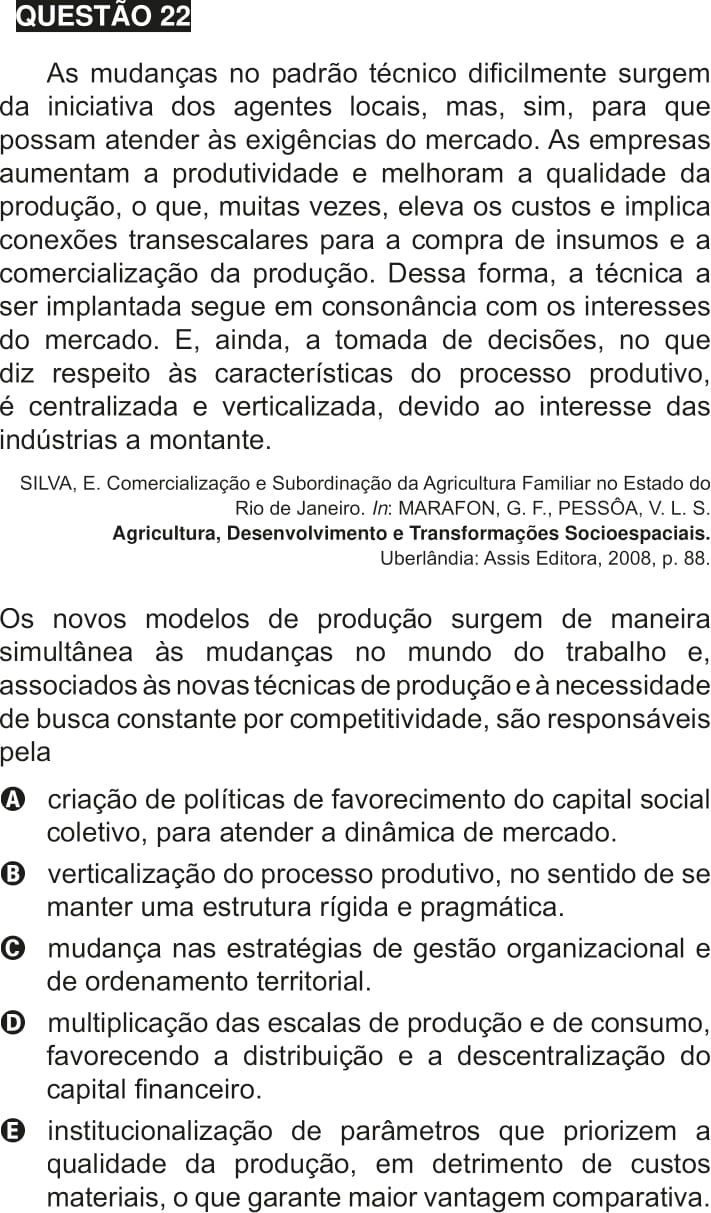 QUESTÃO 22
As mudanças no padrão técnico dificilmente surgem
da iniciativa dos agentes locais, mas, sim, para que
possam atender às exigências do mercado. As empresas
aumentam a produtividade e melhoram a qualidade da
produção, o que, muitas vezes, eleva os custos e implica
conexões transescalares para a compra de insumos e a
comercialização da produção. Dessa forma, a técnica a
ser implantada segue em consonância com os interesses
do mercado. E, ainda, a tomada de decisões, no que
diz respeito às características do processo produtivo,
é centralizada e verticalizada, devido ao interesse das
indústrias a montante.
SILVA, E. Comercialização e Subordinação da Agricultura Familiar no Estado do
Rio de Janeiro. In: MARAFON, G. F., PESSÔA, V. L. S.
Agricultura, Desenvolvimento e Transformações Socioespaciais.
Uberlândia: Assis Editora, 2008, p. 88.
Os novos modelos de produção surgem de maneira
simultânea às mudanças no mundo do trabalho e,
associados às novas técnicas de produção e à necessidade
de busca constante por competitividade, são responsáveis
pela
A criação de políticas de favorecimento do capital social
coletivo, para atender a dinâmica de mercado.
B verticalização do processo produtivo, no sentido de se
manter uma estrutura rígida e pragmática.
C mudança nas estratégias de gestão organizacional e
de ordenamento territorial.
D multiplicação das escalas de produção e de consumo,
favorecendo a distribuição e a descentralização do
capital financeiro.
E institucionalização de parâmetros que priorizem a
qualidade da produção, em detrimento de custos
materiais, o que garante maior vantagem comparativa.